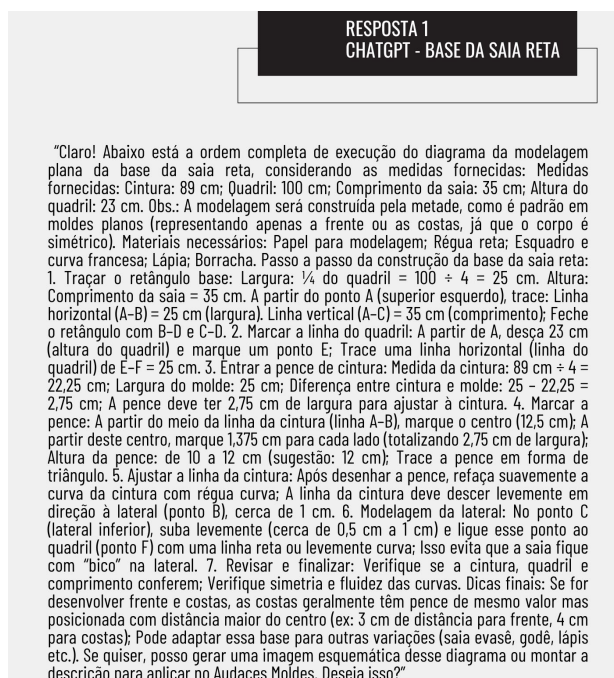 RESPOSTA 1
CHATGPT - BASE DA SAIA RETA
"Claro! Abaixo está a ordem completa de execução do diagrama da modelagem
plana da base da saia reta, considerando as medidas fornecidas: Medidas
fornecidas: Cintura: 89 cm; Quadril: 100 cm; Comprimento da saia: 35 cm; Altura do
quadril: 23 cm. Obs.: A modelagem será construída pela metade, como é padrão em
moldes planos (representando apenas a frente ou as costas, já que o corpo é
simétrico). Materiais necessários: Papel para modelagem; Régua reta; Esquadro e
curva francesa; Lápia; Borracha. Passo a passo da construção da base da saia reta:
1. Traçar o retângulo base: Largura: ¼ do quadril = 100 ÷ 4 = 25 cm. Altura:
Comprimento da saia = 35 cm. A partir do ponto A (superior esquerdo), trace: Linha
horizontal (A–B) = 25 cm (largura). Linha vertical (A–C) = 35 cm (comprimento); Feche
o retângulo com B–D e C–D. 2. Marcar a linha do quadril: A partir de A, desça 23 cm
(altura do quadril) e marque um ponto E; Trace uma linha horizontal (linha do
quadril) de E–F = 25 cm. 3. Entrar a pence de cintura: Medida da cintura: 89 cm ÷ 4 =
22,25 cm; Largura do molde: 25 cm; Diferença entre cintura e molde: 25 – 22,25 =
2,75 cm; A pence deve ter 2,75 cm de largura para ajustar à cintura. 4. Marcar a
pence: A partir do meio da linha da cintura (linha A–B), marque o centro (12,5 cm); A
partir deste centro, marque 1,375 cm para cada lado (totalizando 2,75 cm de largura);
Altura da pence: de 10 a 12 cm (sugestão: 12 cm); Trace a pence em forma de
triângulo. 5. Ajustar a linha da cintura: Após desenhar a pence, refaça suavemente a
curva da cintura com régua curva; A linha da cintura deve descer levemente em
direção à lateral (ponto B), cerca de 1 cm. 6. Modelagem da lateral: No ponto C
(lateral inferior), suba levemente (cerca de 0,5 cm a 1 cm) e ligue esse ponto ao
quadril (ponto F) com uma linha reta ou levemente curva; Isso evita que a saia fique
com "bico" na lateral. 7. Revisar e finalizar: Verifique se a cintura, quadril e
comprimento conferem; Verifique simetria e fluidez das curvas. Dicas finais: Se for
desenvolver frente e costas, as costas geralmente têm pence de mesmo valor mas
posicionada com distância maior do centro (ex: 3 cm de distância para frente, 4 cm
para costas); Pode adaptar essa base para outras variações (saia evasê, godê, lápis
etc.). Se quiser, posso gerar uma imagem esquemática desse diagrama ou montar a
descrição para aplicar no Audaces Moldes. Deseja isso?"